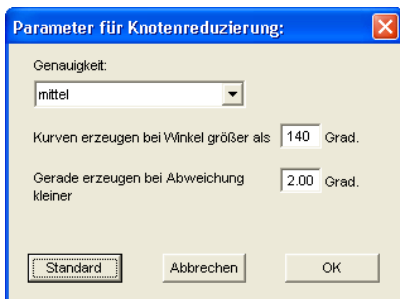 Parameter für Knotenreduzierung:
Genauigkeit:
mittel
Kurven erzeugen bei Winkel größer als 140 Grad.
Gerade erzeugen bei Abweichung 2.00 Grad.
kleiner
Standard Abbrechen OK